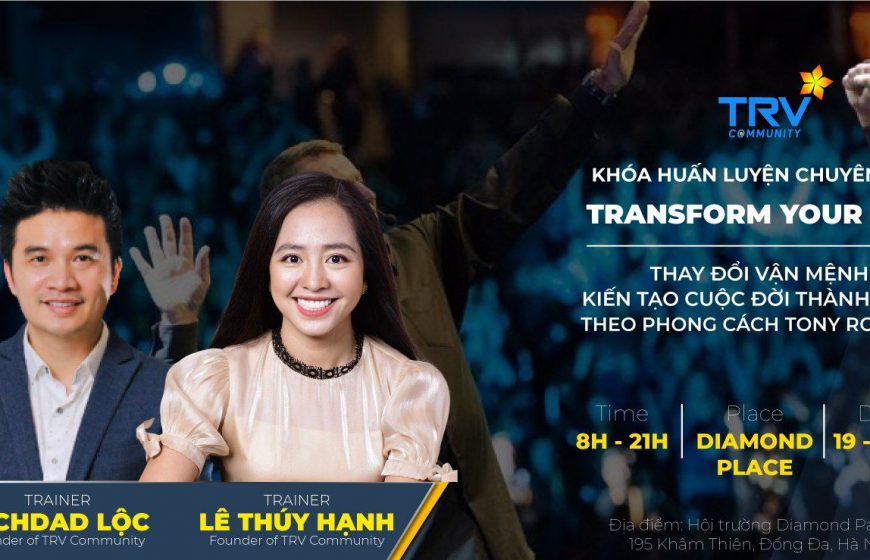 TRV
COMMUNITY
KHÓA HUẤN LUYỆN CHUYÊN
TRANSFORM YOUR
THAY ĐỔI VẬN MỆNH
KIẾN TẠO CUỘC ĐỜI THÀNH
THEO PHONG CÁCH TONY RO
Time
Place
8H - 21H
DIAMOND
PLACE
19 -
TRAINER
CHDAD LỘC
nder of TRV Community
TRAINER
LÊ THÚY HẠNH
Founder of TRV Community
Địa điểm: Hội trường Diamond Pa
195 Khâm Thiên, Đống Đa, Hà N